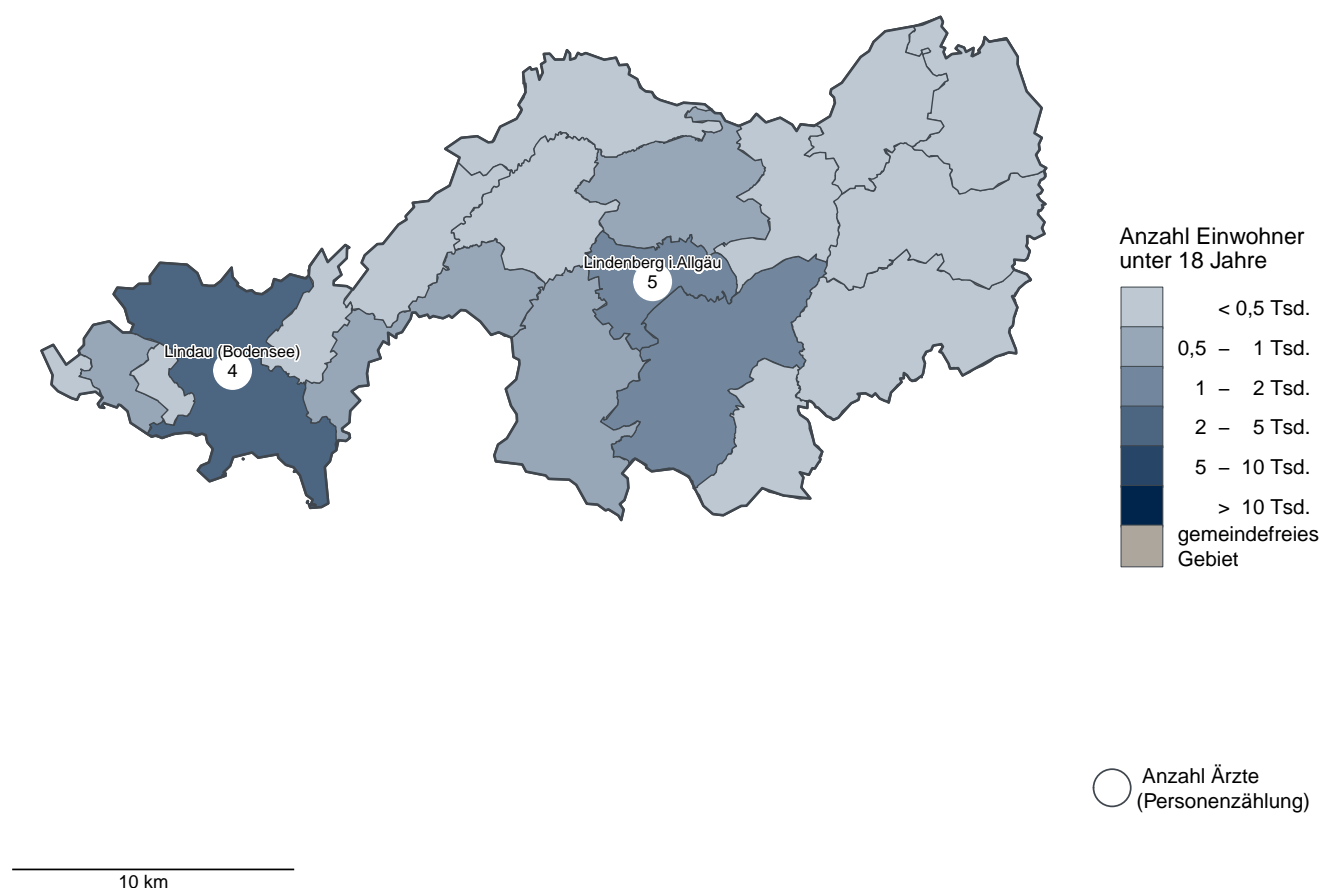 Lindenberg i.Allgäu
5
Lindau (Bodensee)
4
Anzahl Einwohner
unter 18 Jahre
< 0,5 Tsd.
0,5 – 1 Tsd.
1 – 2 Tsd.
2 – 5 Tsd.
5 – 10 Tsd.
> 10 Tsd.
gemeindefreies
Gebiet
Anzahl Ärzte
(Personenzählung)
10 km